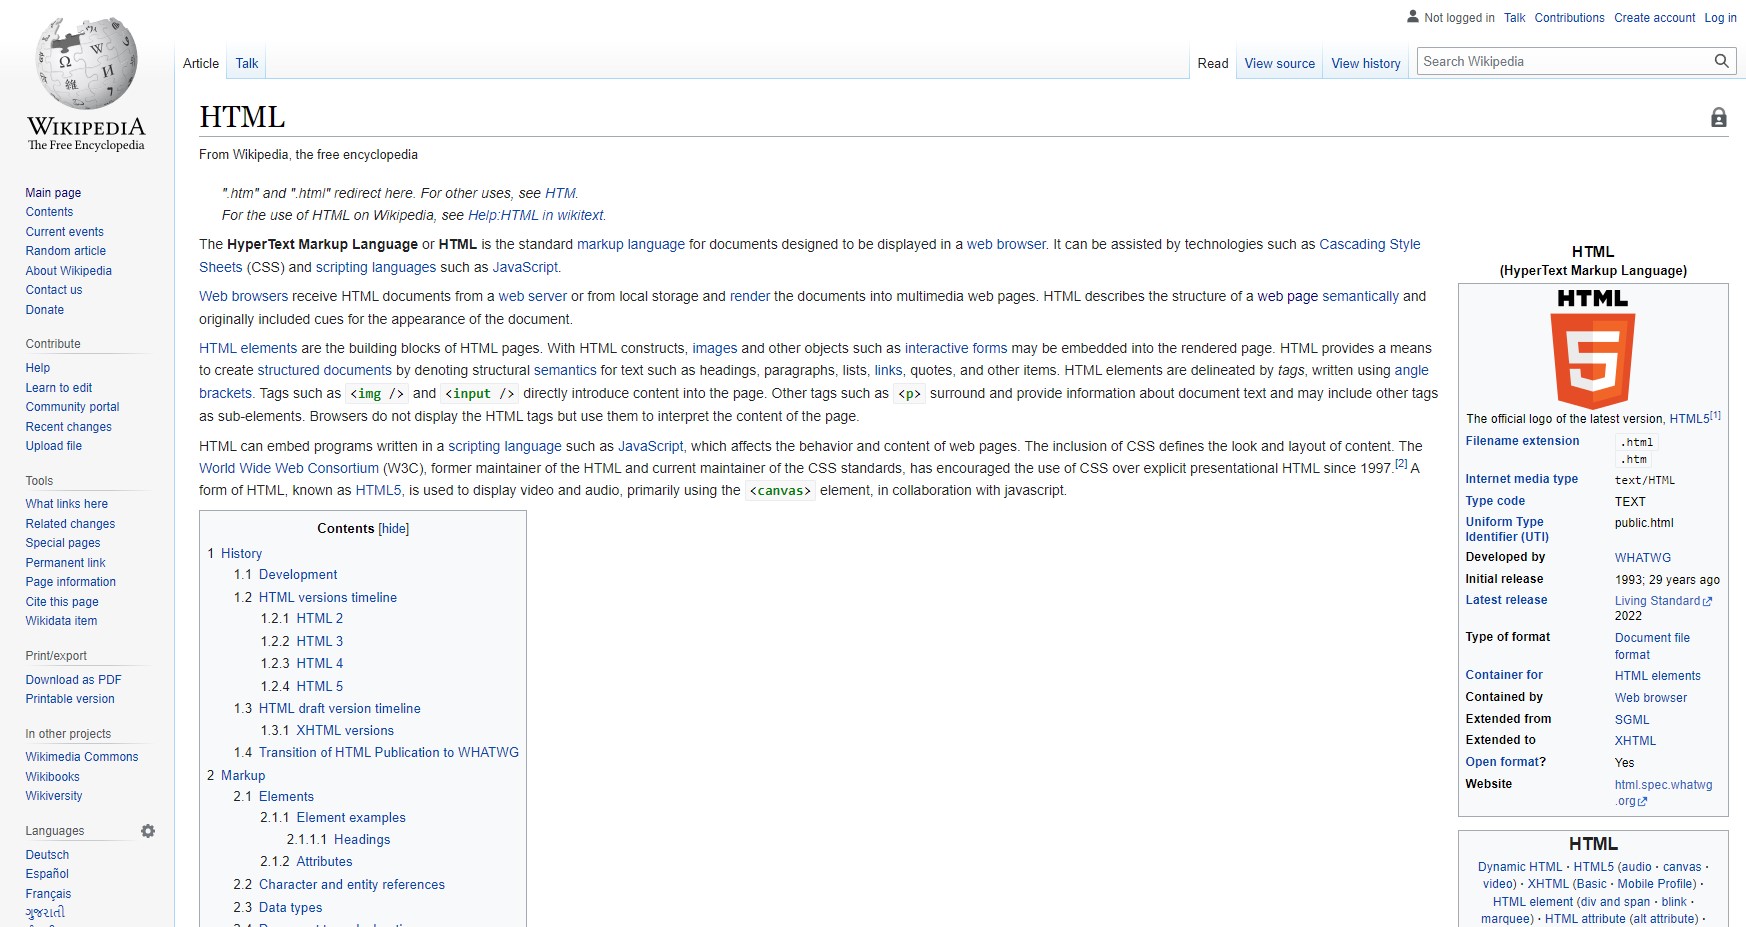 Not logged in Talk Contributions Create account Log in
Article Talk
Read View source View history
Search Wikipedia
WIKIPEDIA
The Free Encyclopedia
Main page
Contents
Current events
Random article
About Wikipedia
Contact us
Donate
Contribute
Help
Learn to edit
Community portal
Recent changes
Upload file
Tools
What links here
Related changes
Special pages
Permanent link
Page information
Cite this page
Wikidata item
Print/export
Download as PDF
Printable version
In other projects
Wikimedia Commons
Wikibooks
Wikiversity
Languages
Deutsch
Español
Français
ગુજરાતી
HTML
From Wikipedia, the free encyclopedia
".htm" and ".html" redirect here. For other uses, see HTM.
For the use of HTML on Wikipedia, see Help:HTML in wikitext.
The HyperText Markup Language or HTML is the standard markup language for documents designed to be displayed in a web browser. It can be assisted by technologies such as Cascading Style
Sheets (CSS) and scripting languages such as JavaScript.
Web browsers receive HTML documents from a web server or from local storage and render the documents into multimedia web pages. HTML describes the structure of a web page semantically and
originally included cues for the appearance of the document.
HTML elements are the building blocks of HTML pages. With HTML constructs, images and other objects such as interactive forms may be embedded into the rendered page. HTML provides a means
to create structured documents by denoting structural semantics for text such as headings, paragraphs, lists, links, quotes, and other items. HTML elements are delineated by tags, written using angle
brackets. Tags such as <img /> and <input /> directly introduce content into the page. Other tags such as <p> surround and provide information about document text and may include other tags
as sub-elements. Browsers do not display the HTML tags but use them to interpret the content of the page.
HTML can embed programs written in a scripting language such as JavaScript, which affects the behavior and content of web pages. The inclusion of CSS defines the look and layout of content. The
World Wide Web Consortium (W3C), former maintainer of the HTML and current maintainer of the CSS standards, has encouraged the use of CSS over explicit presentational HTML since 1997.[2] A
form of HTML, known as HTML5, is used to display video and audio, primarily using the <canvas> element, in collaboration with javascript.
Contents [hide]
1 History
1.1 Development
1.2 HTML versions timeline
1.2.1 HTML 2
1.2.2 HTML 3
1.2.3 HTML 4
1.2.4 HTML 5
1.3 HTML draft version timeline
1.3.1 XHTML versions
1.4 Transition of HTML Publication to WHATWG
2 Markup
2.1 Elements
2.1.1 Element examples
2.1.1.1 Headings
2.1.2 Attributes
2.2 Character and entity references
2.3 Data types
HTML
(HyperText Markup Language)
HTML
5
The official logo of the latest version, HTML5[1]
Filename extension .html
.htm
Internet media type text/HTML
Type code TEXT
Uniform Type public.html
Identifier (UTI)
Developed by WHATWG
Initial release 1993; 29 years ago
Latest release Living Standard
2022
Type of format Document file
format
Container for HTML elements
Contained by Web browser
Extended from SGML
Extended to XHTML
Open format? Yes
Website html.spec.whatwg
.org
HTML
Dynamic HTML · HTML5 (audio · canvas ·
video) · XHTML (Basic · Mobile Profile) ·
HTML element (div and span · blink ·
marquee) · HTML attribute (alt attribute) ·